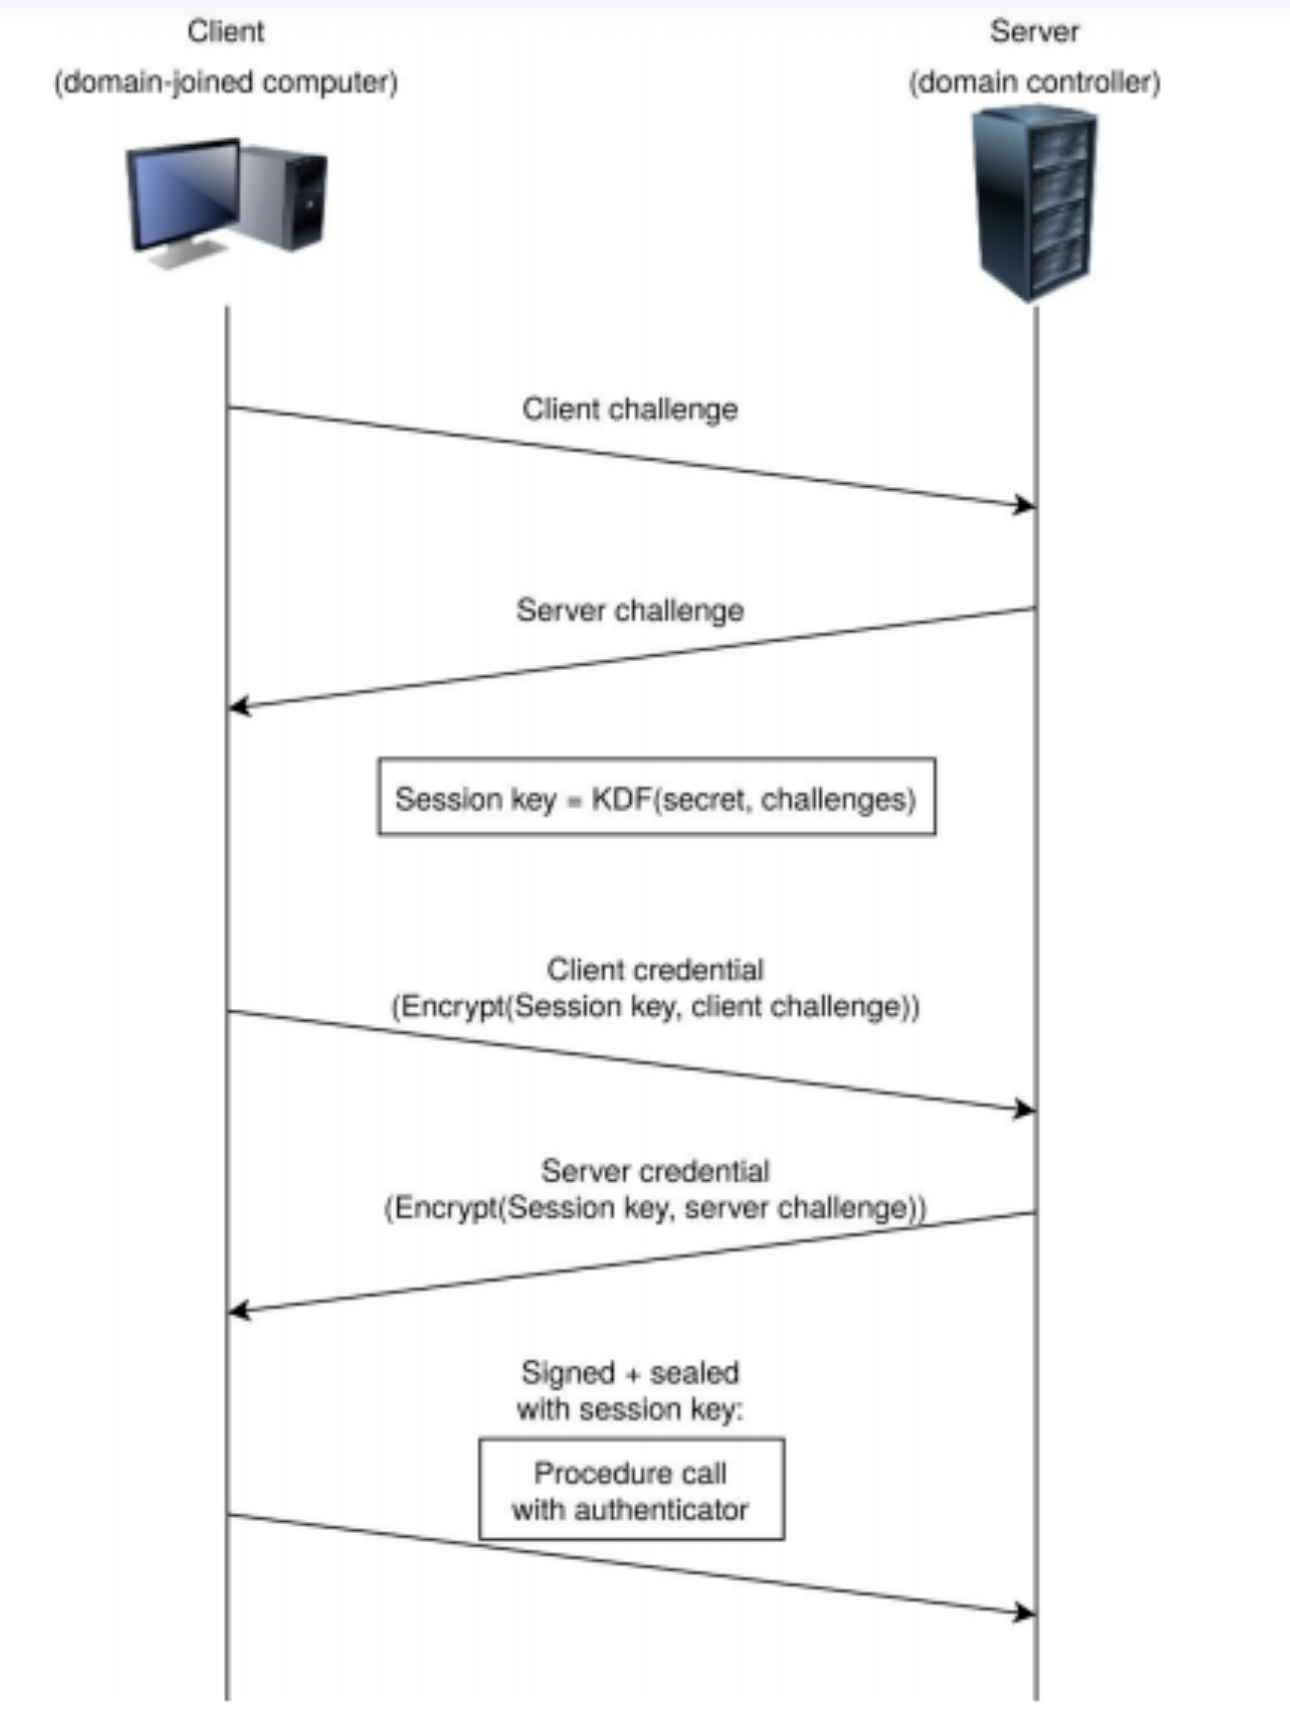 Client
(domain-joined computer)
Server
(domain controller)
Client challenge
Server challenge
Session key = KDF(secret, challenges)
Client credential
(Encrypt(Session key, client challenge))
Server credential
(Encrypt(Session key, server challenge))
Signed + sealed
with session key:
Procedure call
with authenticator